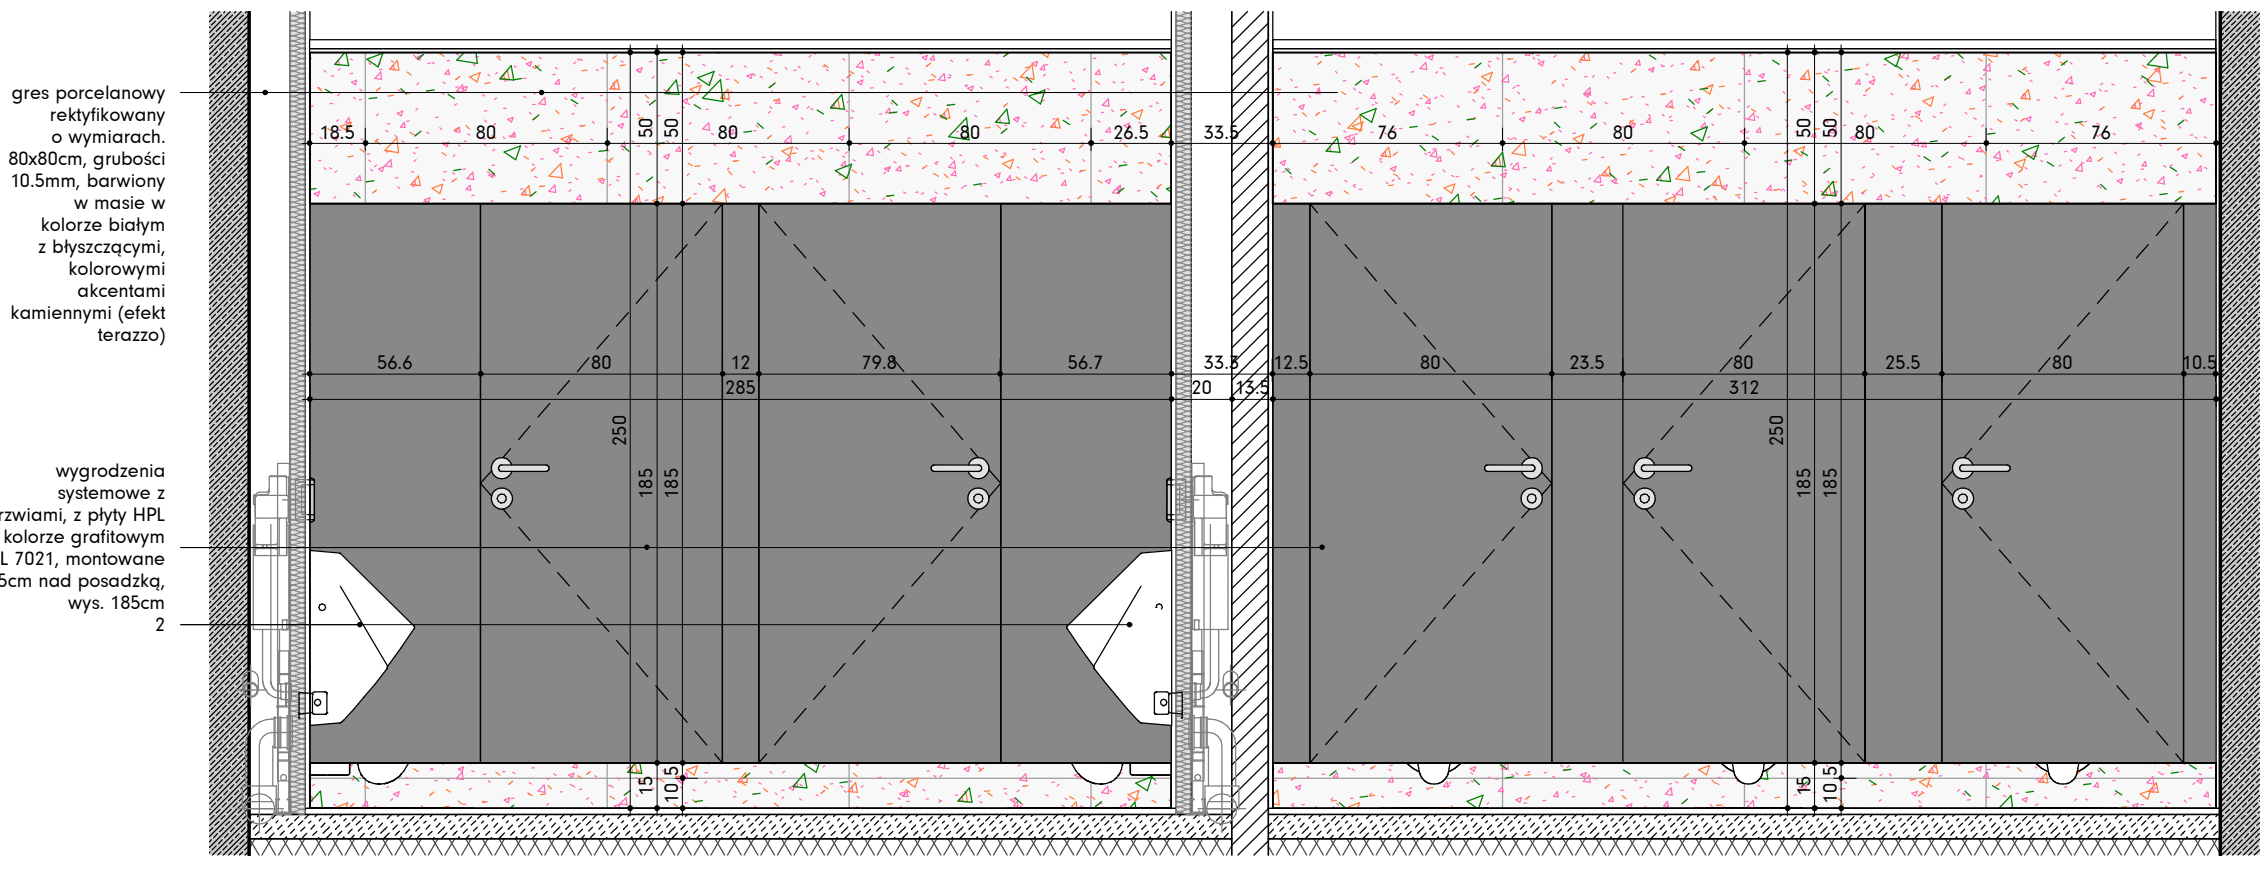 gres porcelanowy
rektyfikowany
o wymiarach.
80x80cm, grubości
10.5mm, barwiony
w masie w
kolorze białym
z błyszczącymi,
kolorowymi
akcentami
kamiennymi (efekt
terazzo)
18.5 80 50 50 80 80 26.5 33.5 76 80 50 50 80 76
56.6 80 12 79.8 56.7 33.3 12.5 80 23.5 80 25.5 80 10.5
285 20 13.5 312
250 250
185 185 185 185
wygrodzenia
systemowe z
rzwiami, z płyty HPL
kolorze grafitowym
L 7021, montowane
5cm nad posadzką,
wys. 185cm
2
15 10 5 15 10 5